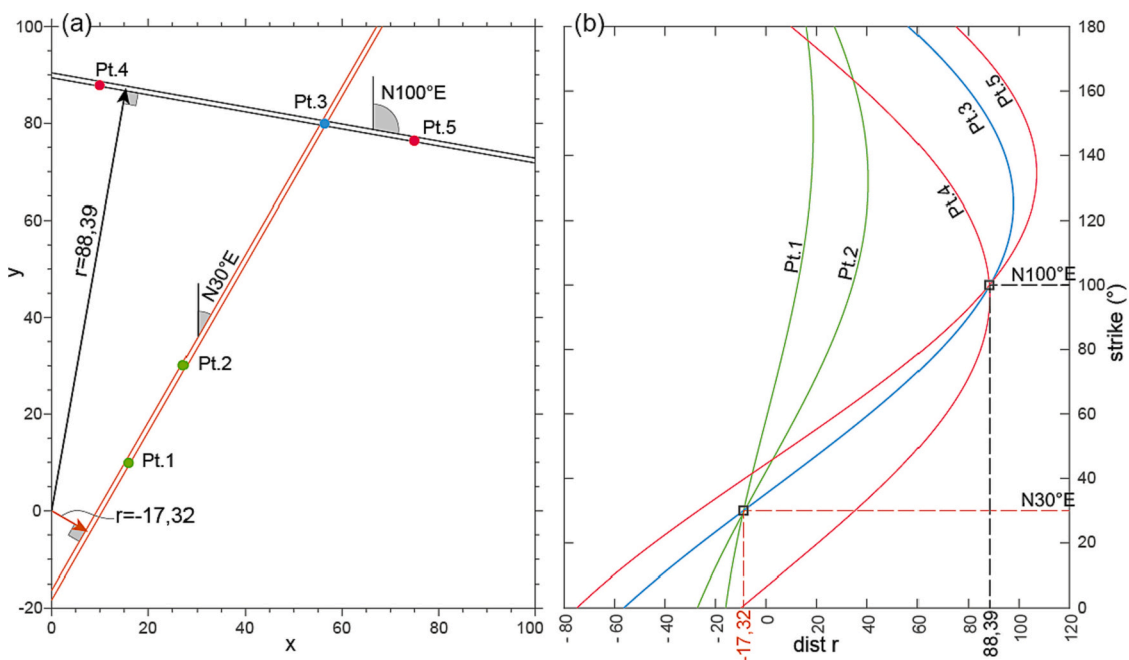 (a)
100
80
60
40
20
0
-20
y
Pt.4
Pt.3
N100°E
Pt.5
r=88,39
N30°E
Pt.2
Pt.1
r=-17,32
0
20
40
60
80
100
x
(b)
Pt.5
Pt.3
Pt.4
Pt.1
Pt.2
N100°E
N30°E
180
160
140
120
100
80
60
40
20
0
strike (°)
- 80
- 60
- 40
- 20
0
20
40
60
80
100
120
-17,32
88,39
dist r